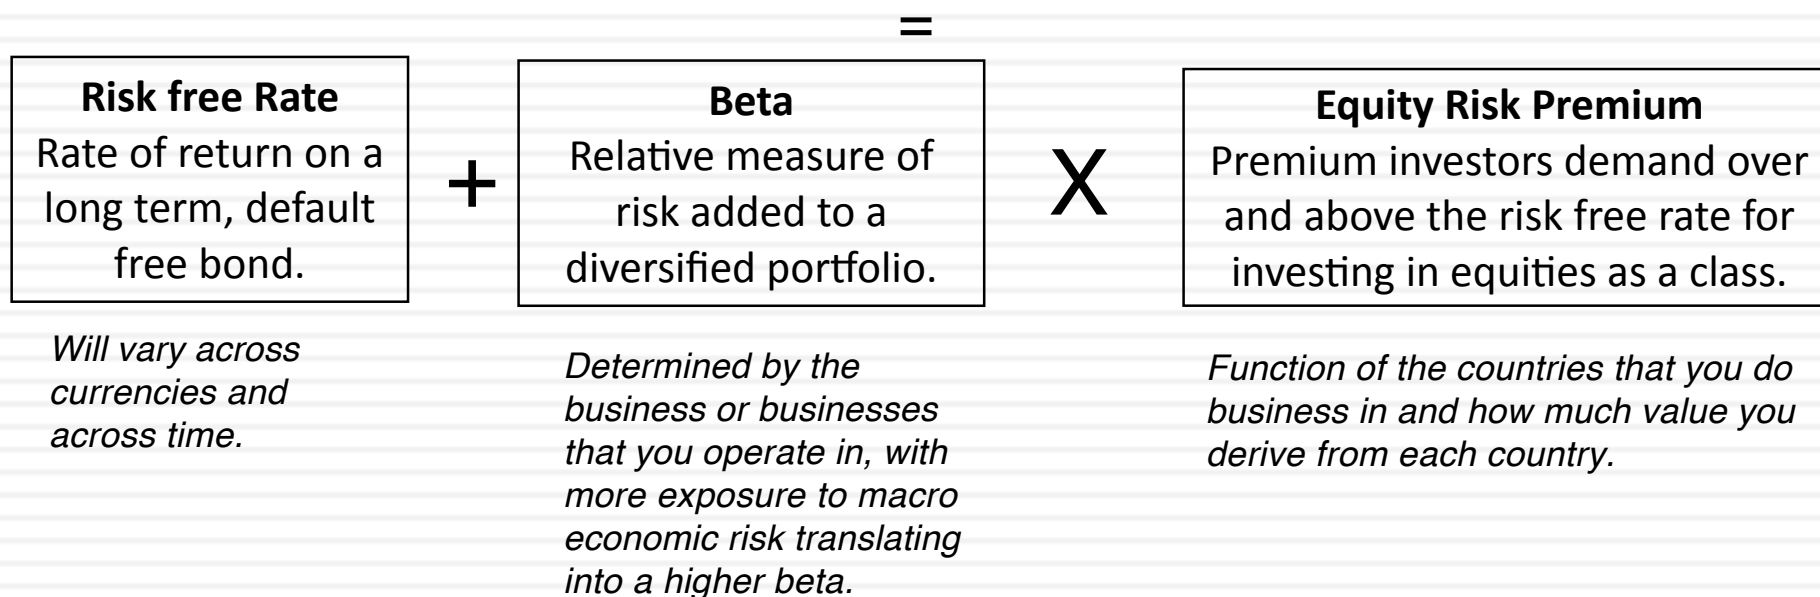 =
Risk free Rate
Rate of return on a
long term, default
free bond.
+
Beta
Relative measure of
risk added to a
diversified portfolio.
X
Equity Risk Premium
Premium investors demand over
and above the risk free rate for
investing in equities as a class.
Will vary across
currencies and
across time.
Determined by the
business or businesses
that you operate in, with
more exposure to macro
economic risk translating
into a higher beta.
Function of the countries that you do
business in and how much value you
derive from each country.